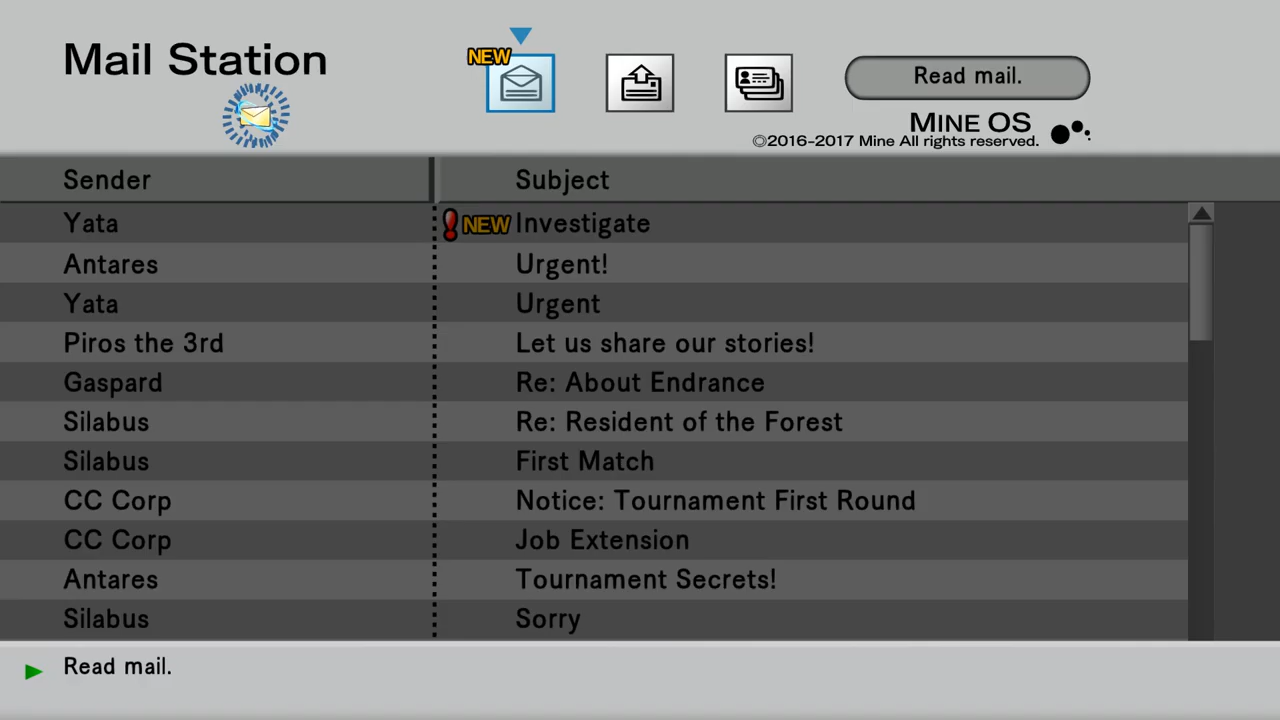 Mail Station
NEW
Read mail.
MINE OS
©2016-2017 Mine All rights reserved.
Sender Subject
Yata NEW Investigate
Antares Urgent!
Yata Urgent
Piros the 3rd Let us share our stories!
Gaspard Re: About Endrance
Silabus Re: Resident of the Forest
Silabus First Match
CC Corp Notice: Tournament First Round
CC Corp Job Extension
Antares Tournament Secrets!
Silabus Sorry
Read mail.